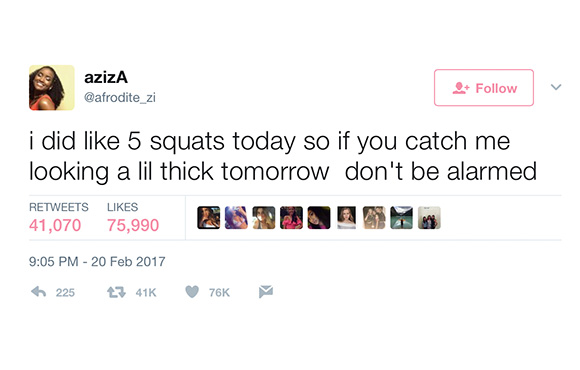 azizA
@afrodite_zi
Follow
i did like 5 squats today so if you catch me
looking a lil thick tomorrow  don't be alarmed
RETWEETS LIKES
41,070 75,990
9:05 PM - 20 Feb 2017
225 41K 76K